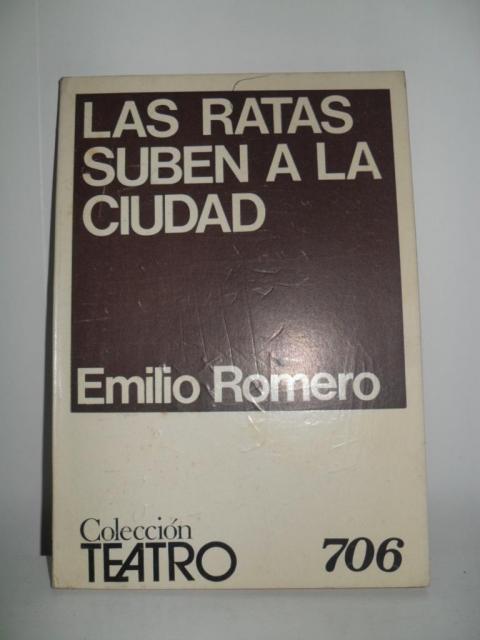 LAS RATAS
SUBEN A LA
CIUDAD
Emilio Romero
Colección
TEATRO
706